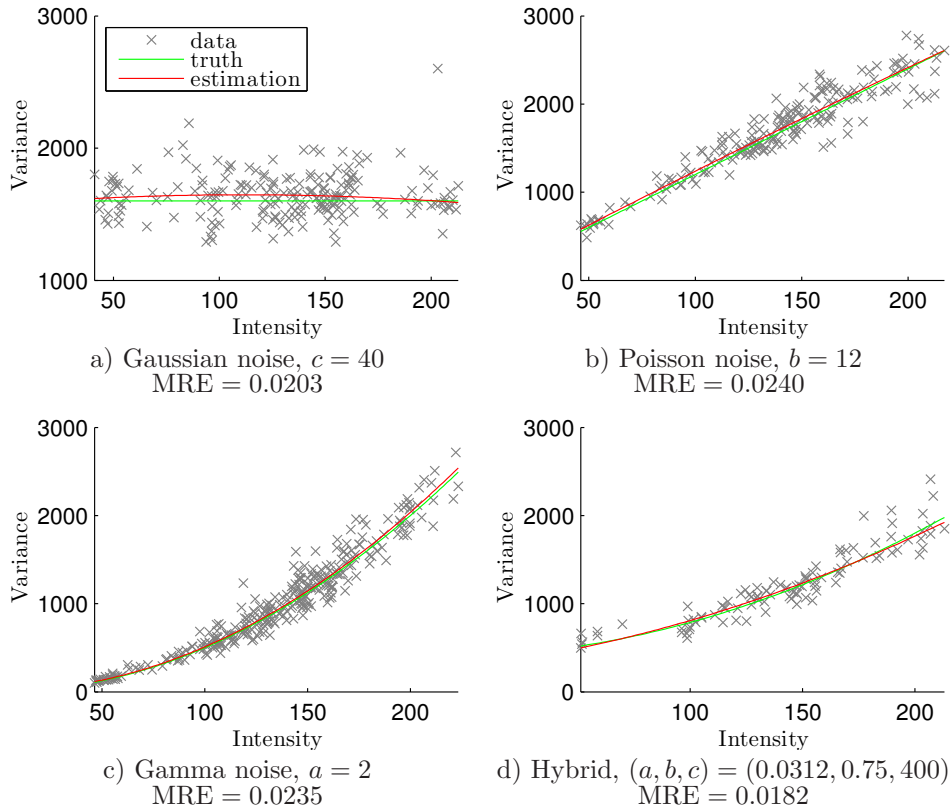 3000
2000
1000
Variance
data
truth
estimation
50 100 150 200
Intensity
a) Gaussian noise, c = 40
MRE = 0.0203
3000
2000
1000
0
Variance
50 100 150 200
Intensity
b) Poisson noise, b = 12
MRE = 0.0240
3000
2000
1000
0
Variance
50 100 150 200
Intensity
c) Gamma noise, a = 2
MRE = 0.0235
3000
2000
1000
0
Variance
100 150 200
Intensity
d) Hybrid, (a, b, c) = (0.0312, 0.75, 400)
MRE = 0.0182